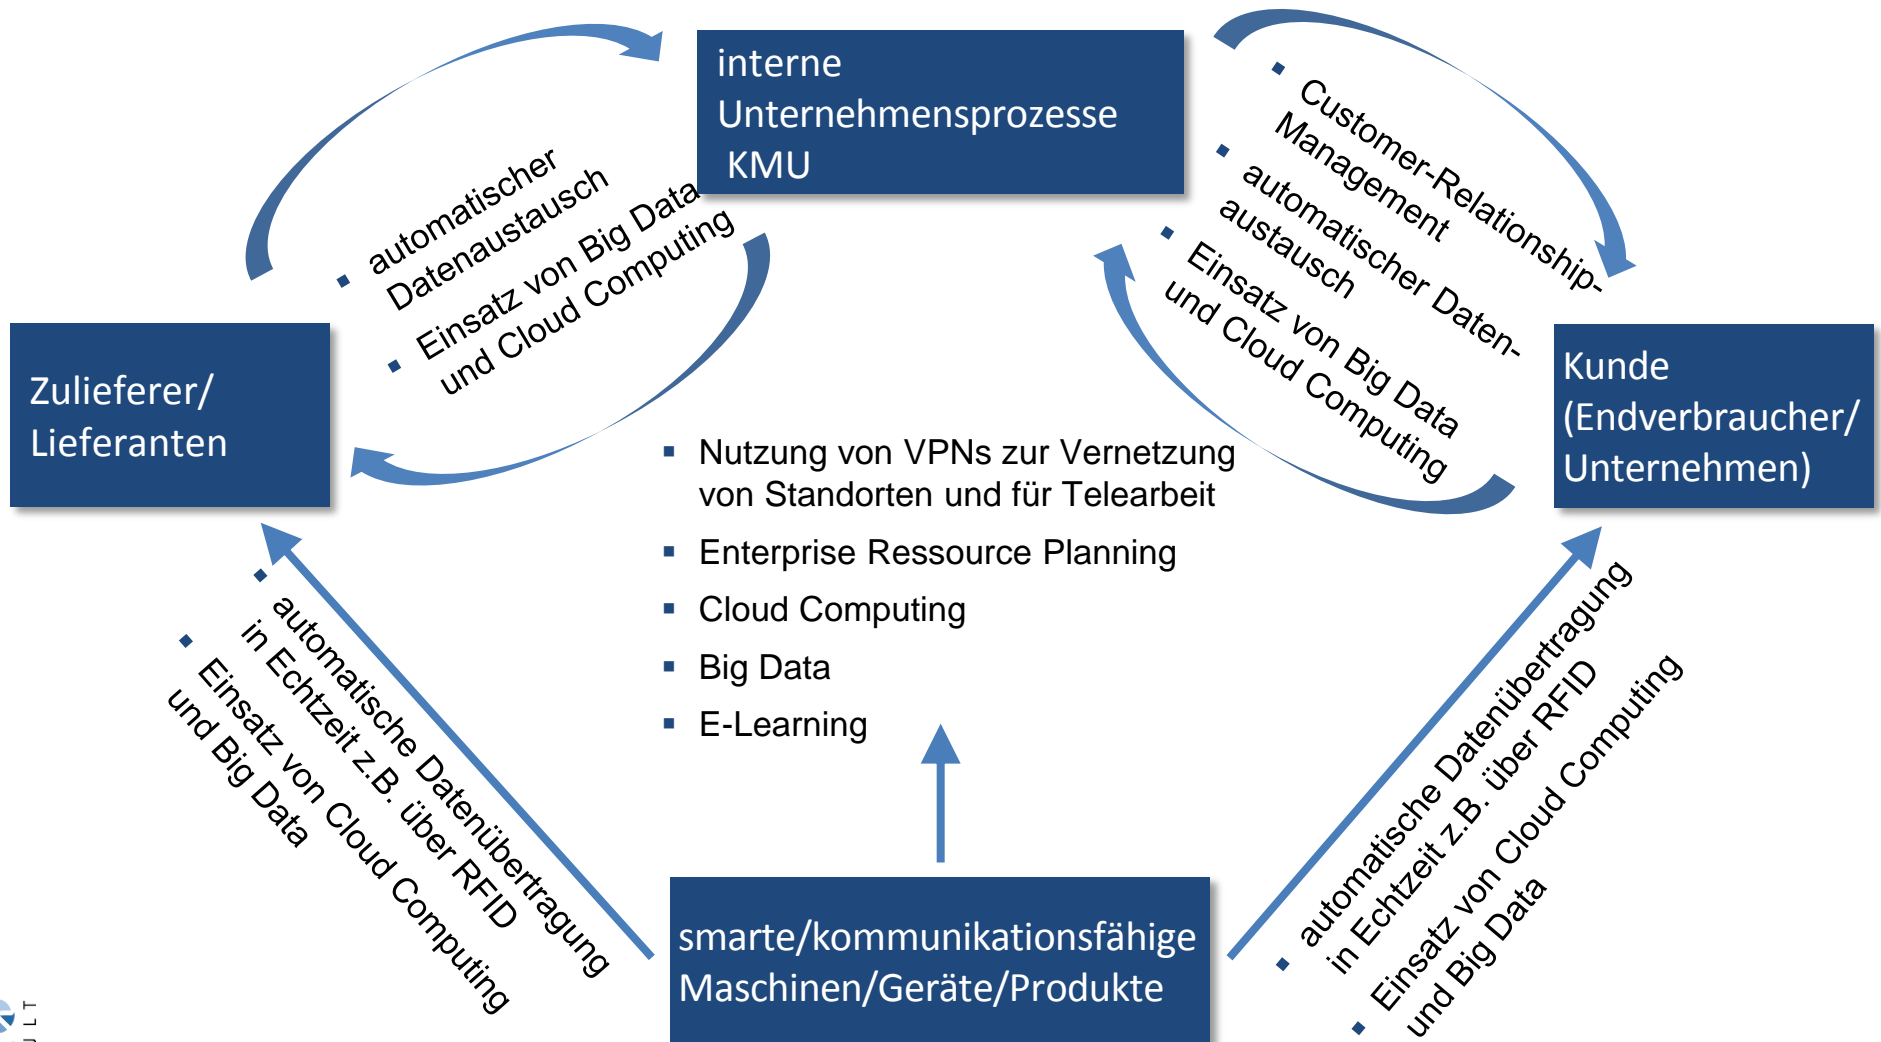 interne
Unternehmensprozesse
KMU
automatischer
Datenaustausch
Einsatz von Big Data
und Cloud Computing
Customer-Relationship-
Management
automatischer Daten-
austausch
Einsatz von Big Data
und Cloud Computing
Zulieferer/
Lieferanten
Kunde
(Endverbraucher/
Unternehmen)
Nutzung von VPNs zur Vernetzung
von Standorten und für Telearbeit
Enterprise Ressource Planning
Cloud Computing
Big Data
E-Learning
automatische Datenübertragung
in Echtzeit z.B. über RFID
Einsatz von Cloud Computing
und Big Data
automatische Datenübertragung
in Echtzeit z.B. über RFID
Einsatz von Cloud Computing
und Big Data
smarte/kommunikationsfähige
Maschinen/Geräte/Produkte